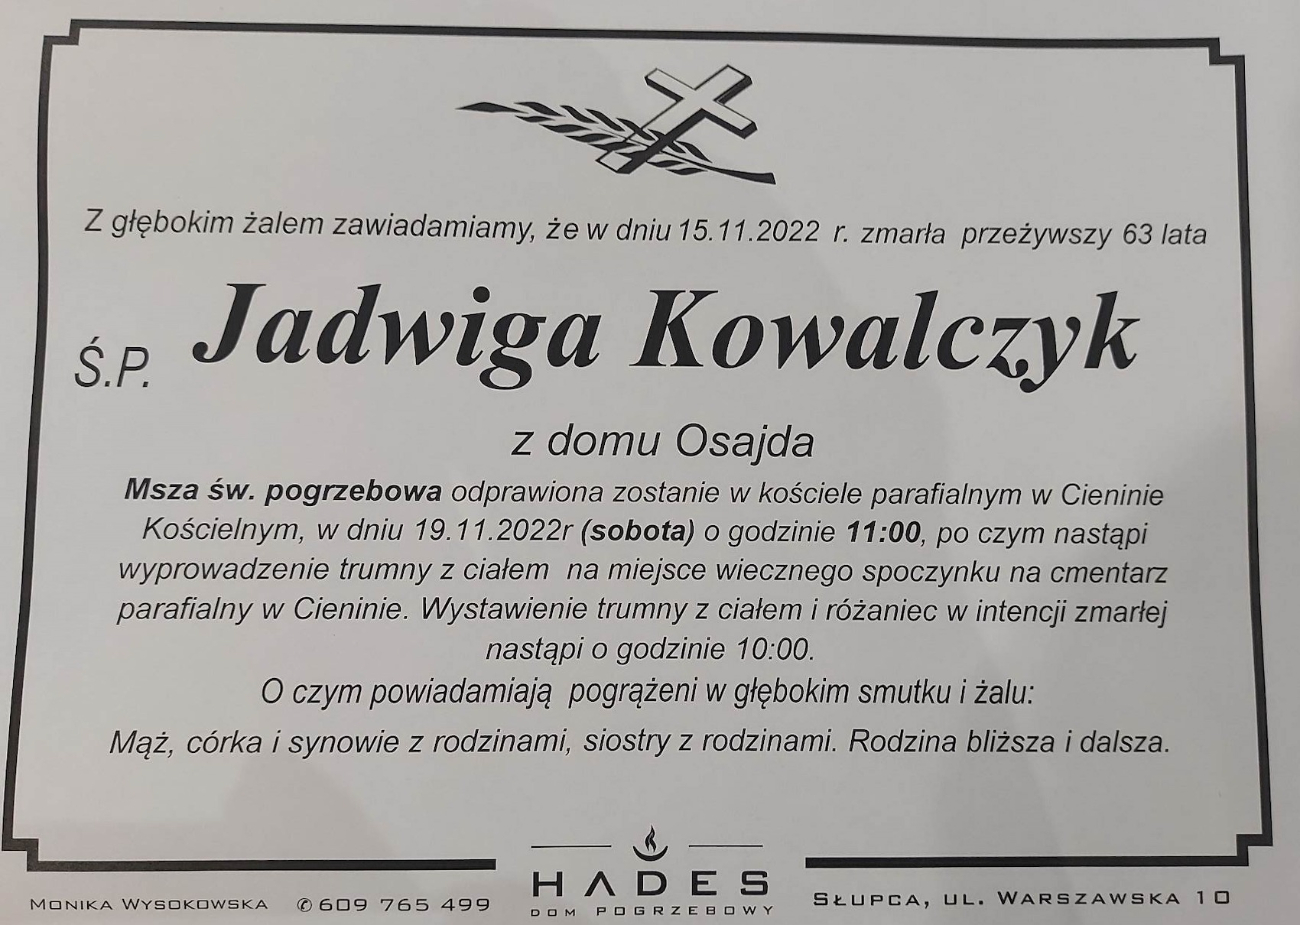 Z głębokim żalem zawiadamiamy, że w dniu 15.11.2022 r. zmarła przeżywszy 63 lata
Ś.P. Jadwiga Kowalczyk
z domu Osajda
Msza św. pogrzebowa odprawiona zostanie w kościele parafialnym w Cieninie
Kościelnym, w dniu 19.11.2022r (sobota) o godzinie 11:00, po czym nastąpi
wyprowadzenie trumny z ciałem na miejsce wiecznego spoczynku na cmentarz
parafialny w Cieninie. Wystawienie trumny z ciałem i różaniec w intencji zmarłej
nastąpi o godzinie 10:00.
O czym powiadamiają pogrążeni w głębokim smutku i żalu:
Mąż, córka i synowie z rodzinami, siostry z rodzinami. Rodzina bliższa i dalsza.
Monika Wysokowska ✆609 765 499
HADES
DOM POGRZEBOWY
Słupca, ul. Warszawska 10